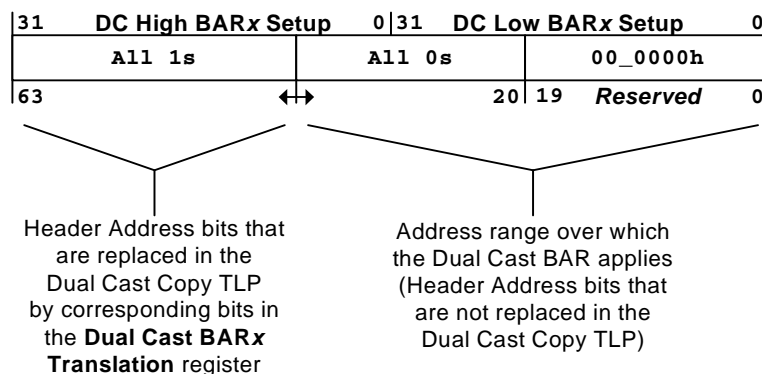 31 DC High BARx Setup 0 31 DC Low BARx Setup 0
All 1s All 0s 00_0000h
63 20 19 Reserved 0
Header Address bits that
are replaced in the
Dual Cast Copy TLP
by corresponding bits in
the Dual Cast BARx
Translation register
Address range over which
the Dual Cast BAR applies
(Header Address bits that
are not replaced in the
Dual Cast Copy TLP)